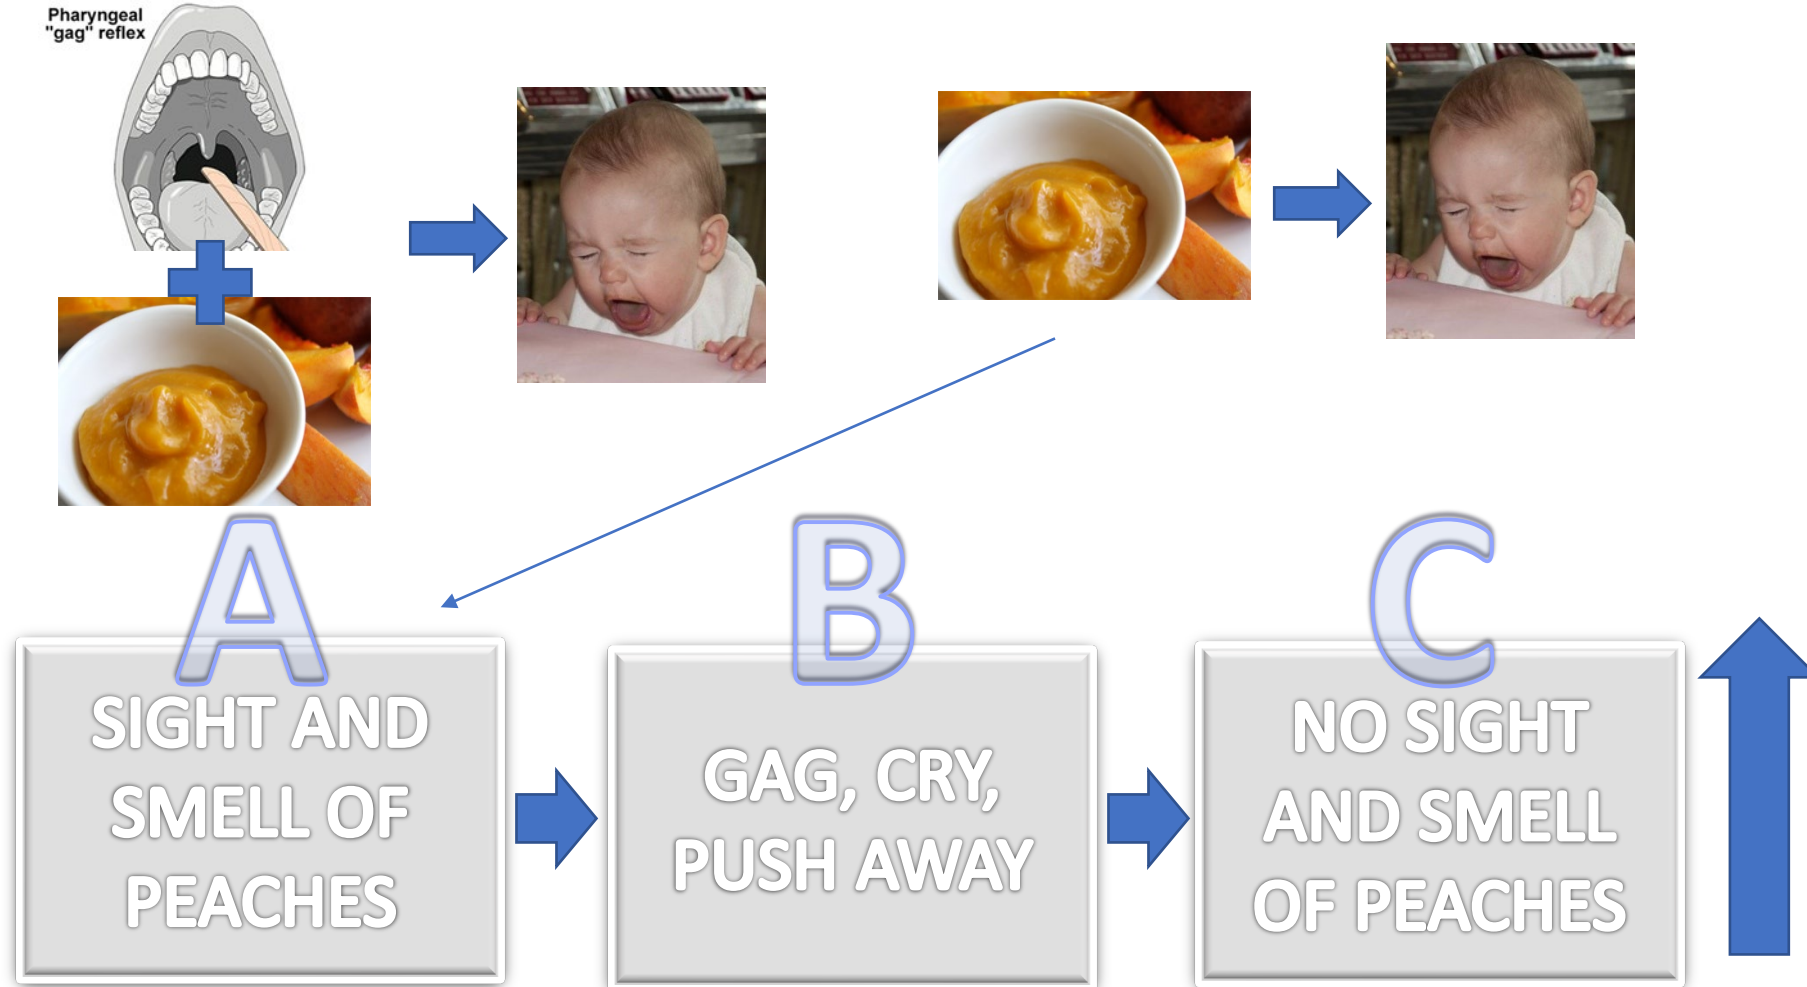 Pharyngeal
"gag" reflex
A
SIGHT AND
SMELL OF
PEACHES
B
GAG, CRY,
PUSH AWAY
C
NO SIGHT
AND SMELL
OF PEACHES